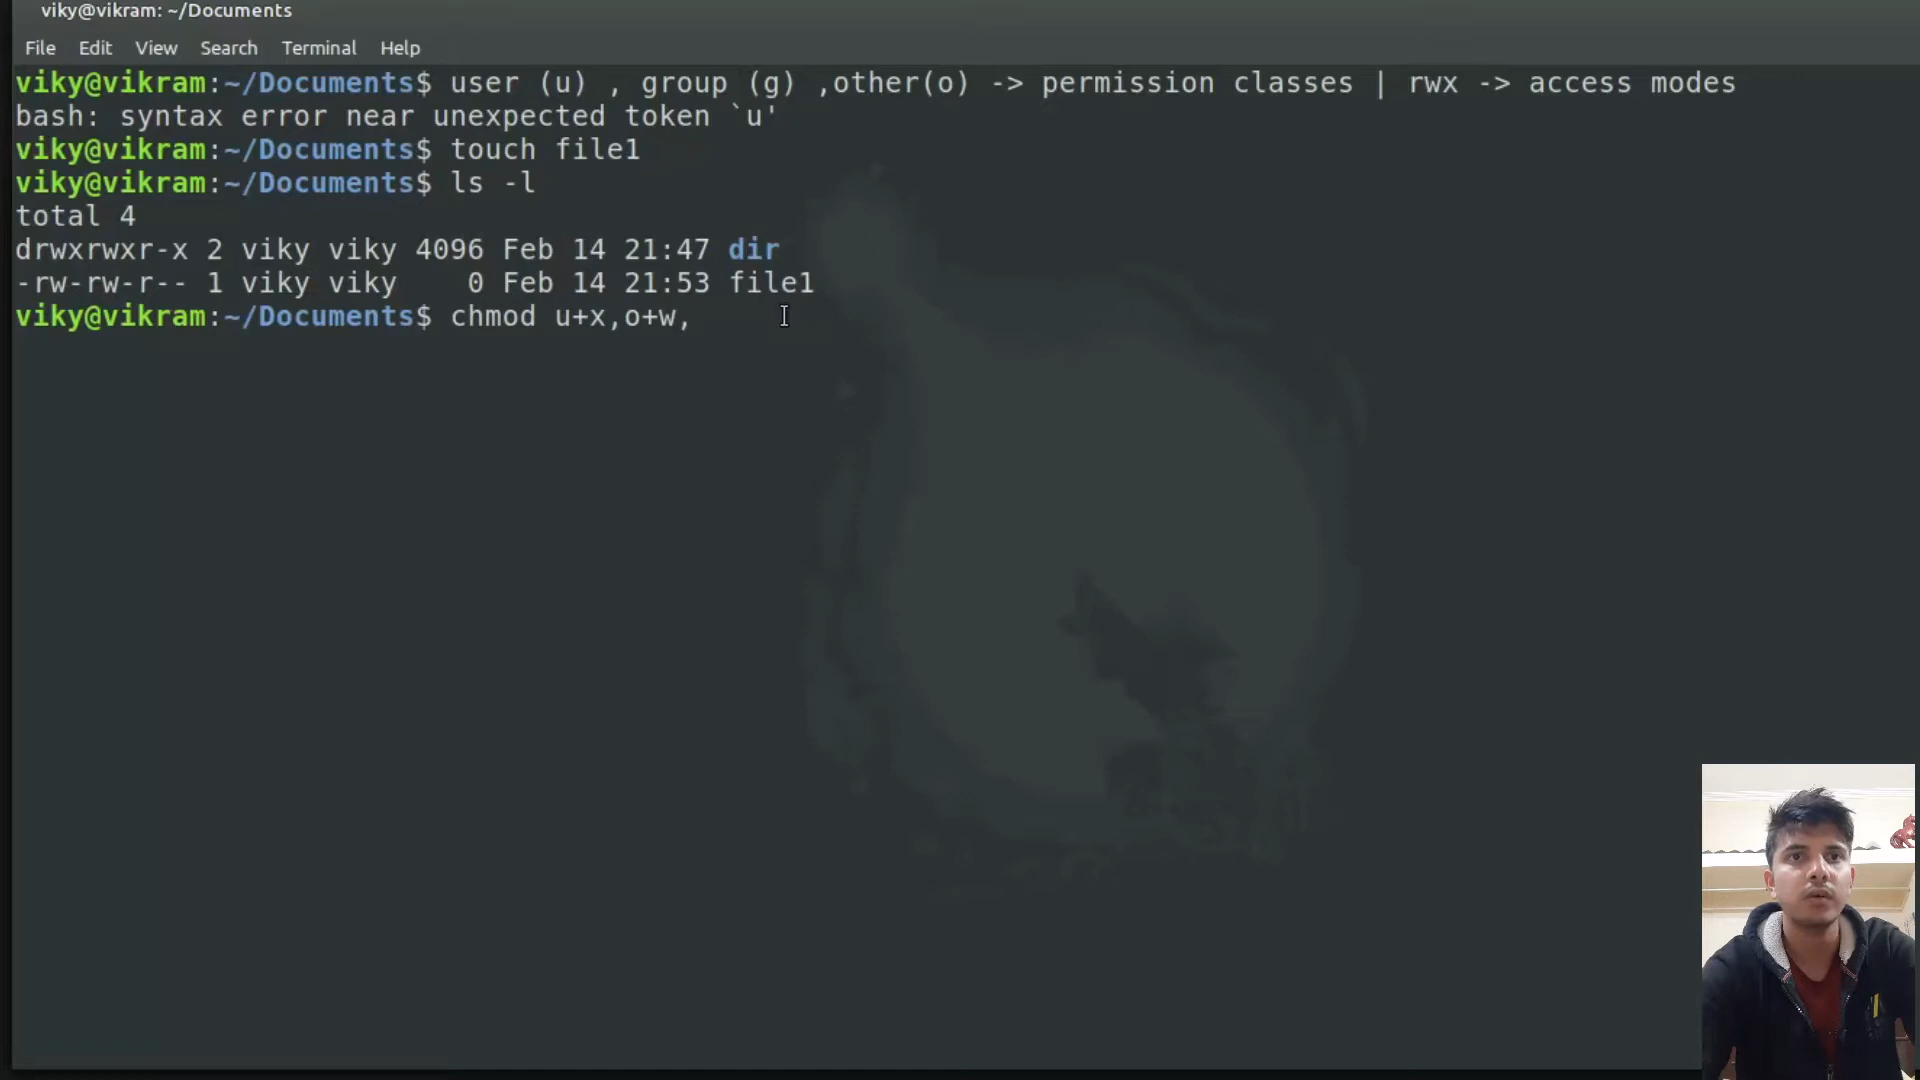 viky@vikram: ~/Documents
File Edit View Search Terminal Help
viky@vikram:~/Documents$ user (u) , group (g) ,other(o) -> permission classes | rwx -> access modes
bash: syntax error near unexpected token `u'
viky@vikram:~/Documents$ touch file1
viky@vikram:~/Documents$ ls -l
total 4
drwxrwxr-x 2 viky viky 4096 Feb 14 21:47 dir
-rw-rw-r-- 1 viky viky    0 Feb 14 21:53 file1
viky@vikram:~/Documents$ chmod u+x,o+w,